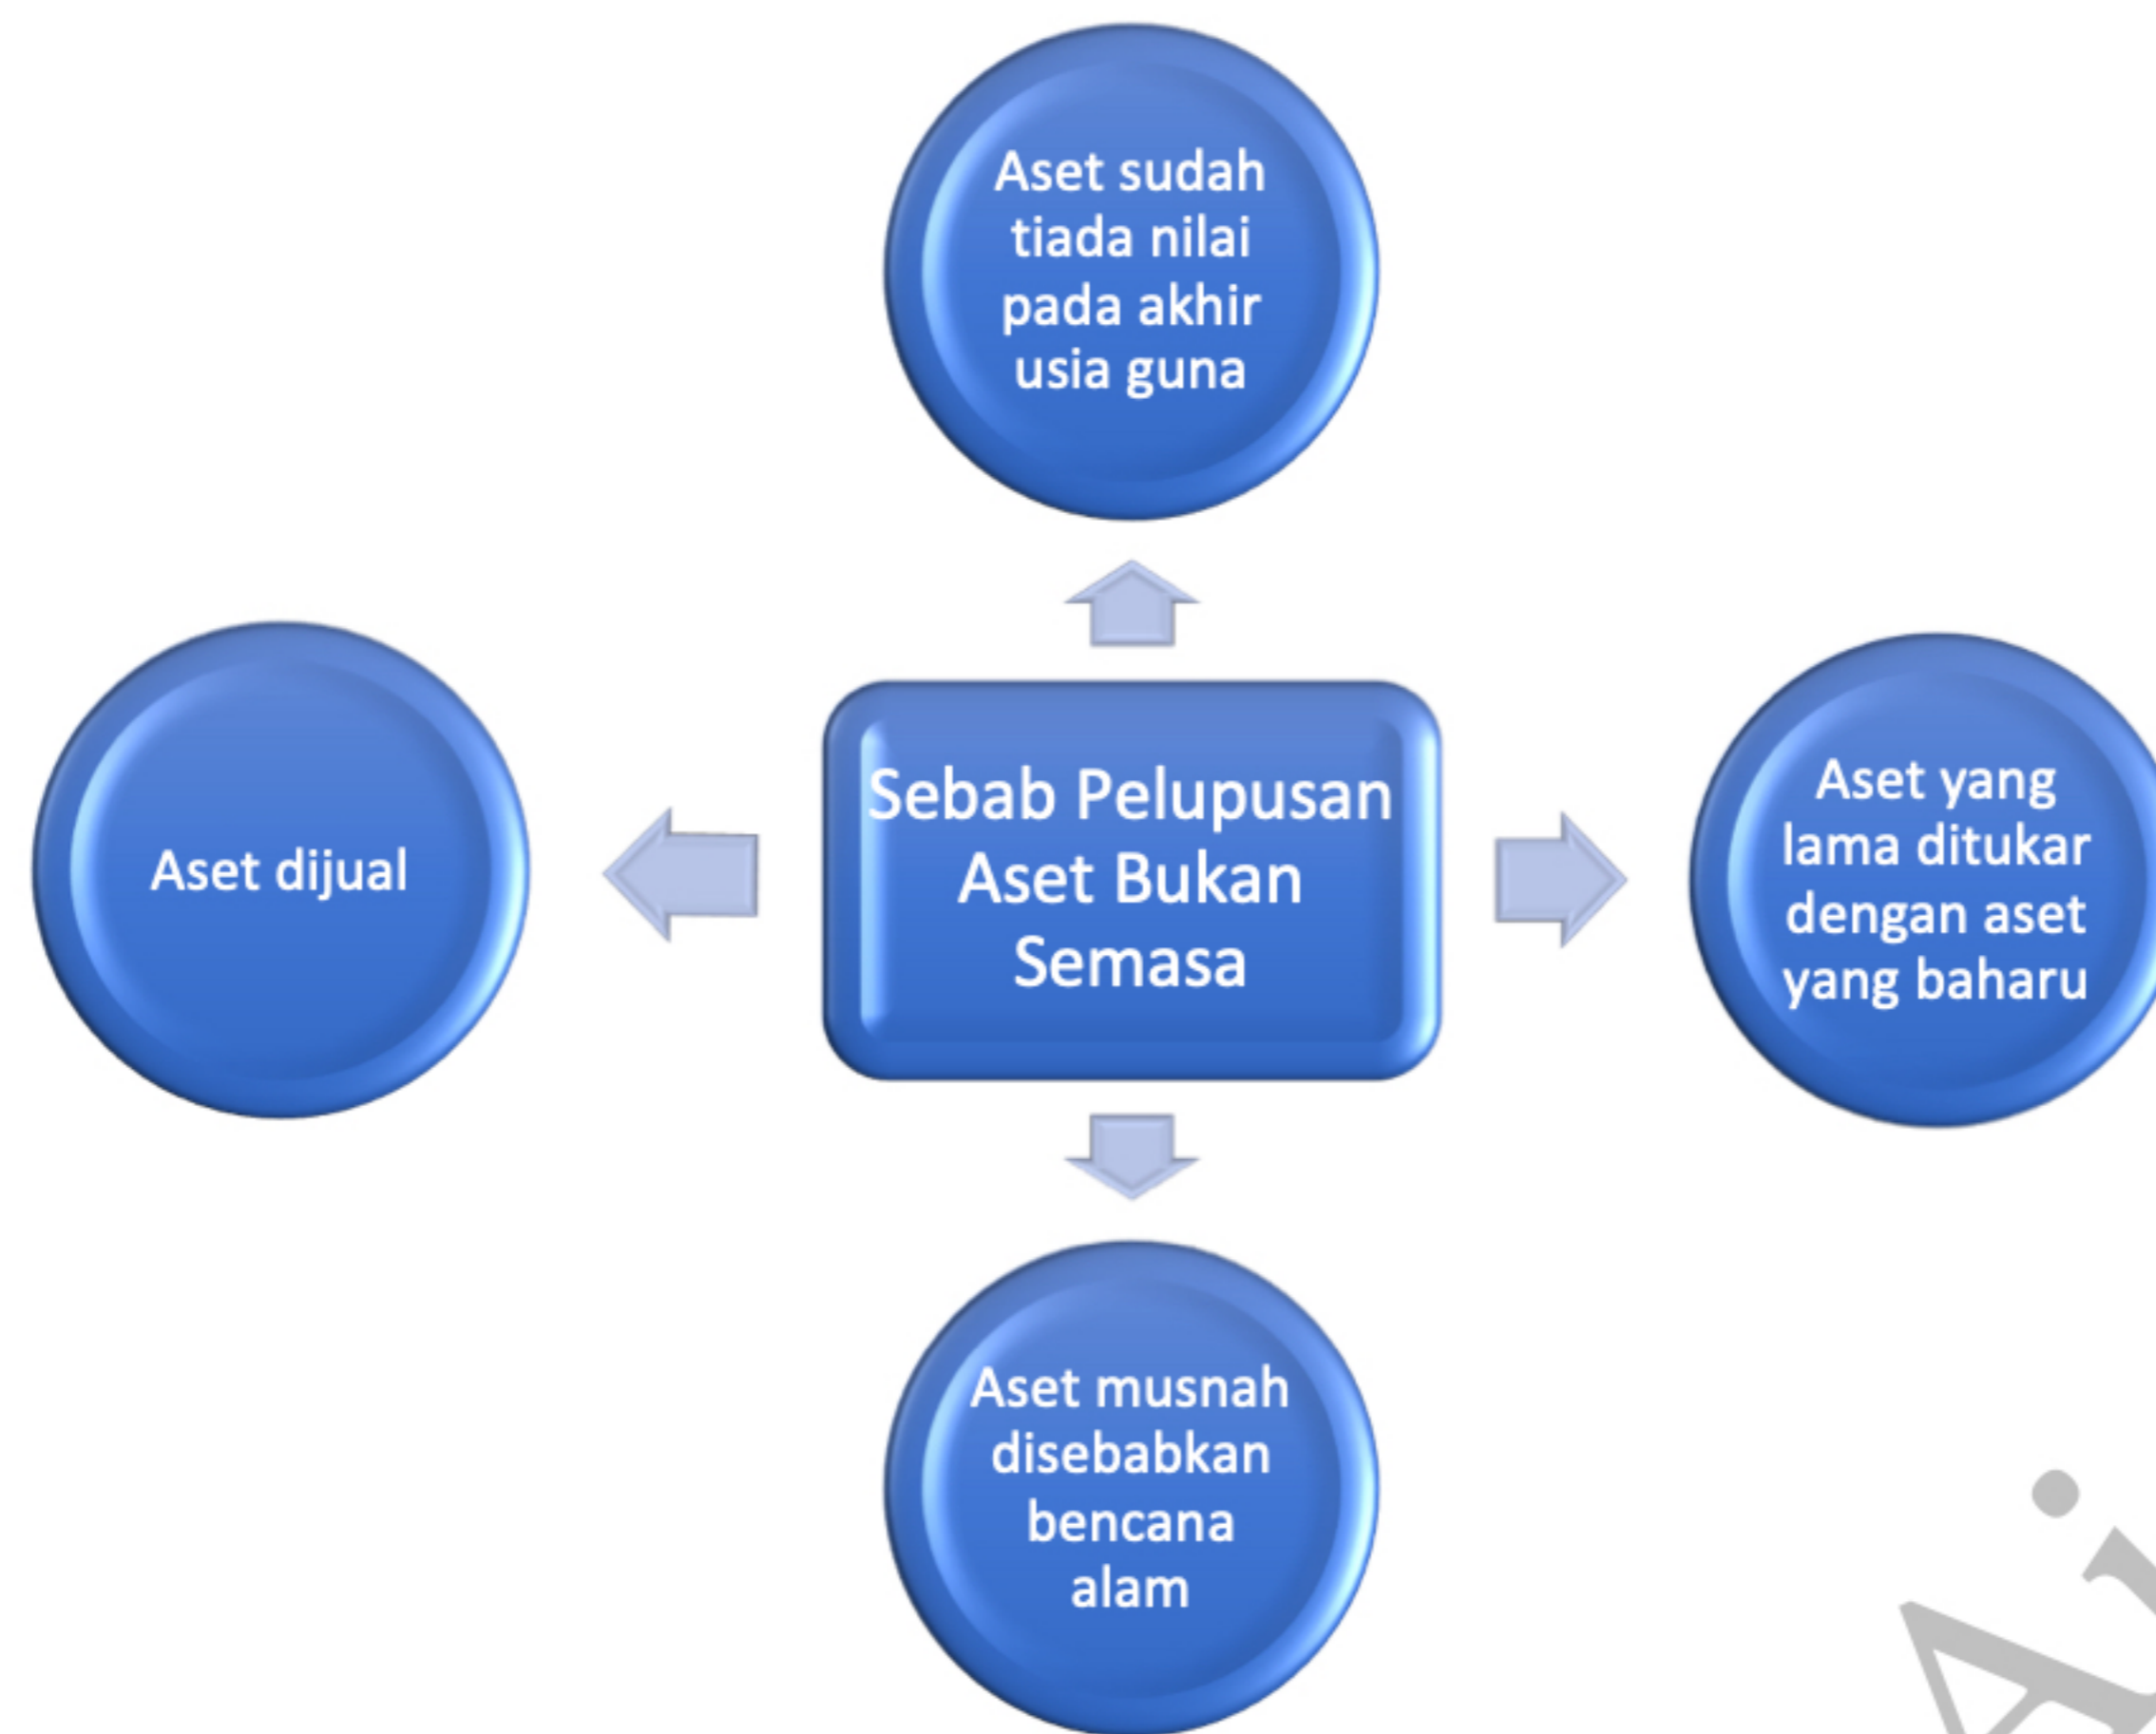 Aset sudah
tiada nilai
pada akhir
usia guna
Aset dijual
Sebab Pelupusan
Aset Bukan
Semasa
Aset yang
lama ditukar
dengan aset
yang baharu
Aset musnah
disebabkan
bencana
alam